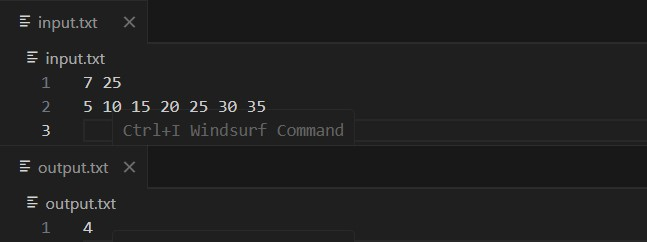 input.txt
input.txt
1 7 25
2 5 10 15 20 25 30 35
3 Ctrl+I Windsurf Command
output.txt
output.txt
1 4